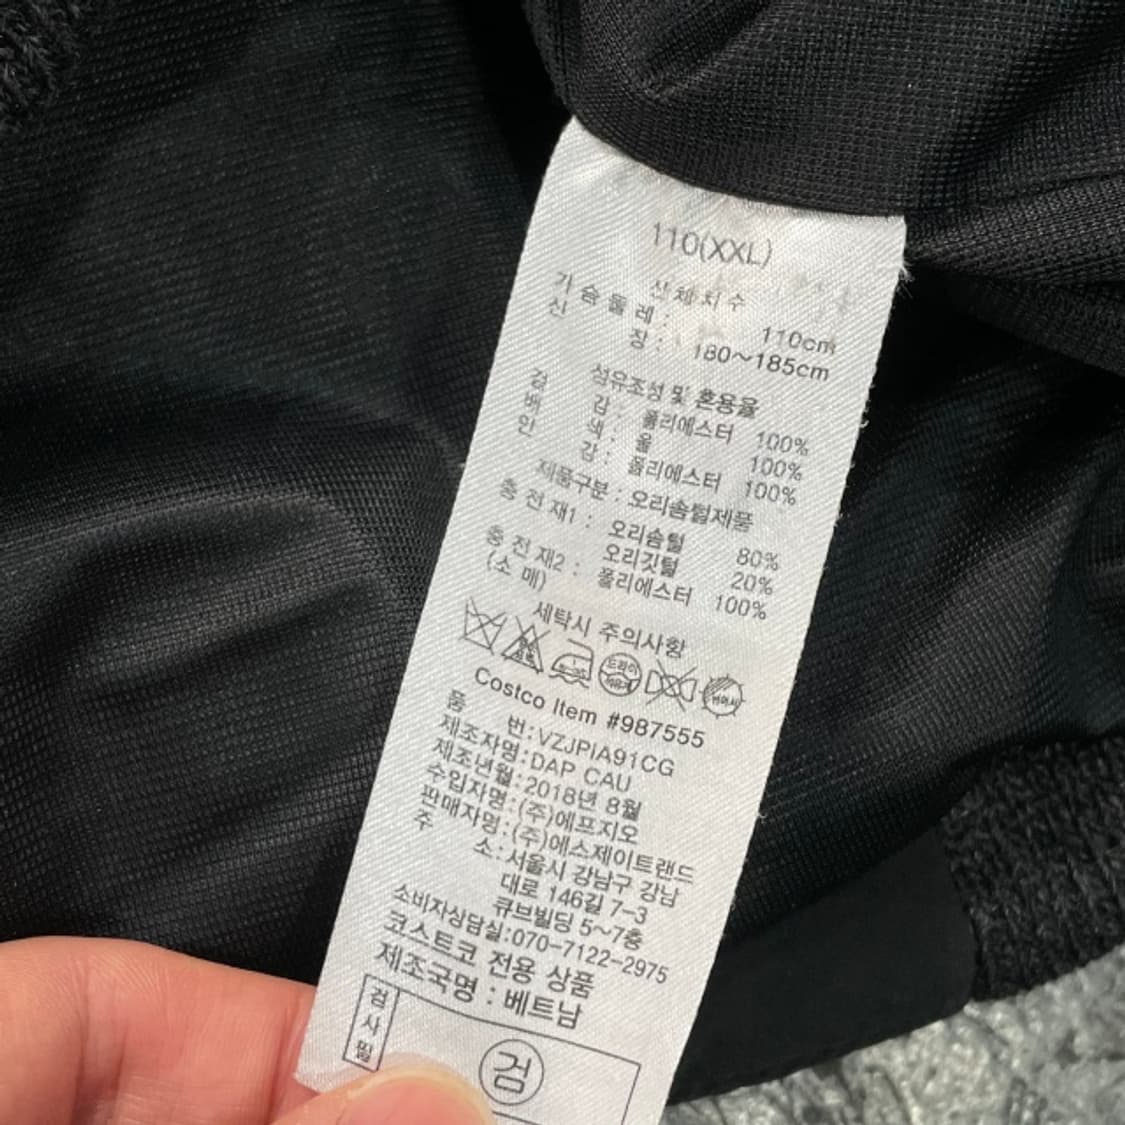 110(XXL)
신체치수
가슴둘레: 110cm
신장: 180~185cm
섬유조성 및 혼용율
겉감: 폴리에스터 100%
배색: 울 100%
안감: 폴리에스터 100%
제품구분: 오리솜털제품
충전재1: 오리솜털 80%
오리깃털 20%
충전재2: 폴리에스터 100%
(소매)
세탁시 주의사항
드라이
Costco Item #987555
품번:VZJPIA91CG
제조자명:DAP CAU
제조년월:2018년 8월
수입자명:(주)에프지오
판매자명:(주)에스제이트랜드
주소:서울시 강남구 강남
대로 146길 7-3
큐브빌딩 5~7층
소비자상담실:070-7122-2975
코스트코 전용 상품
제조국명 : 베트남
검사필
검